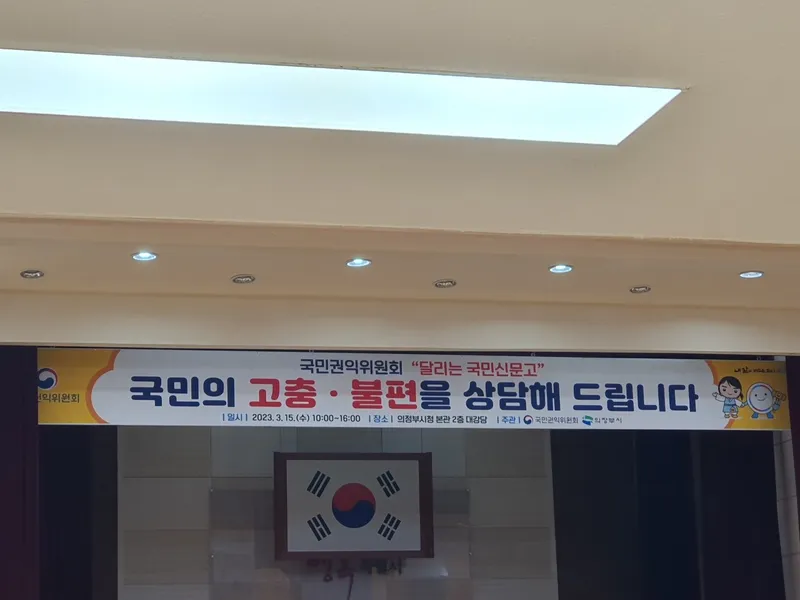 국민권익위원회 "달리는 국민신문고"
국민의 고충·불편을 상담해 드립니다
| 일시 | 2023. 3. 15.(수) 10:00~16:00 | 장소 | 의정부시청 본관 2층 대강당 | 주관 | 국민권익위원회 의정부시
권익위원회